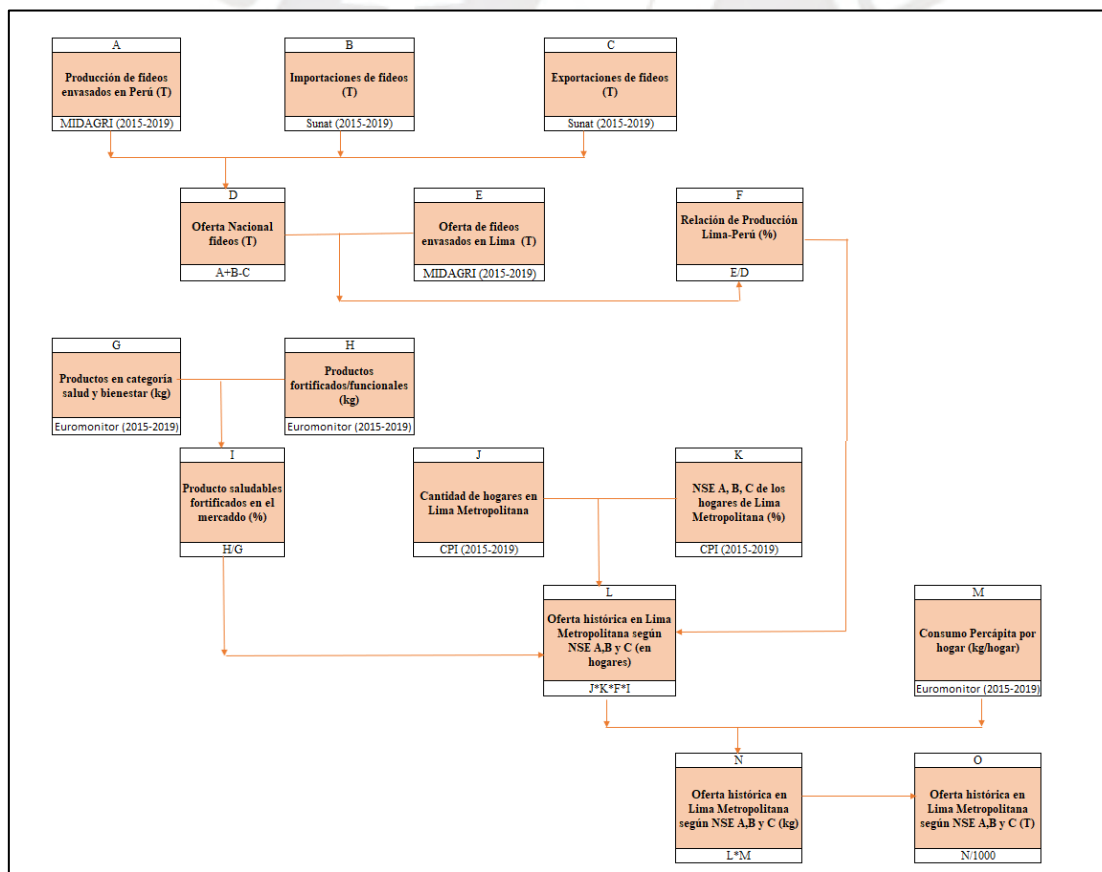 A
Producción de fideos
envasados en Perú (T)
MIDAGRI (2015-2019)
B
Importaciones de fideos
(T)
Sunat (2015-2019)
C
Exportaciones de fideos
(T)
Sunat (2015-2019)
D
Oferta Nacional
fideos (T)
A+B-C
E
Oferta de fideos
envasados en Lima (T)
MIDAGRI (2015-2019)
F
Relación de Producción
Lima-Perú (%)
E/D
G
Productos en categoría
salud y bienestar (kg)
Euromonitor (2015-2019)
H
Productos
fortificados/funcionales
(kg)
Euromonitor (2015-2019)
I
Producto saludables
fortificados en el
mercaddo (%)
H/G
J
Cantidad de hogares en
Lima Metropolitana
CPI (2015-2019)
K
NSE A, B, C de los
hogares de Lima
Metropolitana (%)
CPI (2015-2019)
L
Oferta histórica en Lima
Metropolitana según
NSE A,B y C (en
hogares)
J*K*F*I
M
Consumo Percápita por
hogar (kg/hogar)
Euromonitor (2015-2019)
N
Oferta histórica en
Lima Metropolitana
según NSE A,B y C (kg)
L*M
O
Oferta histórica en
Lima Metropolitana
según NSE A,B y C (T)
N/1000